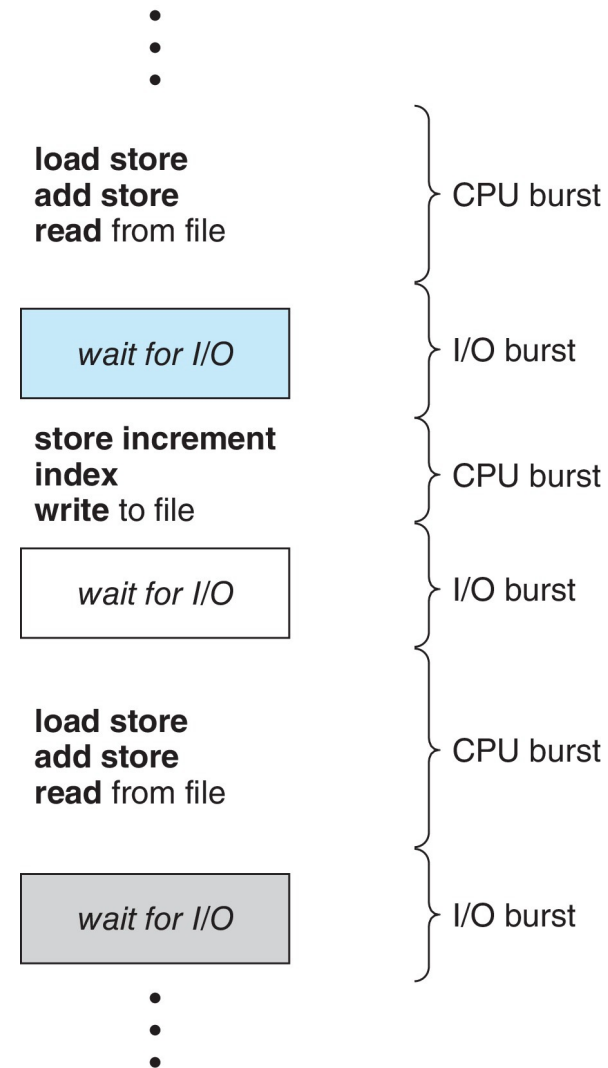 load store
add store
read from file
CPU burst
wait for I/O
I/O burst
store increment
index
write to file
CPU burst
wait for I/O
I/O burst
load store
add store
read from file
CPU burst
wait for I/O
I/O burst